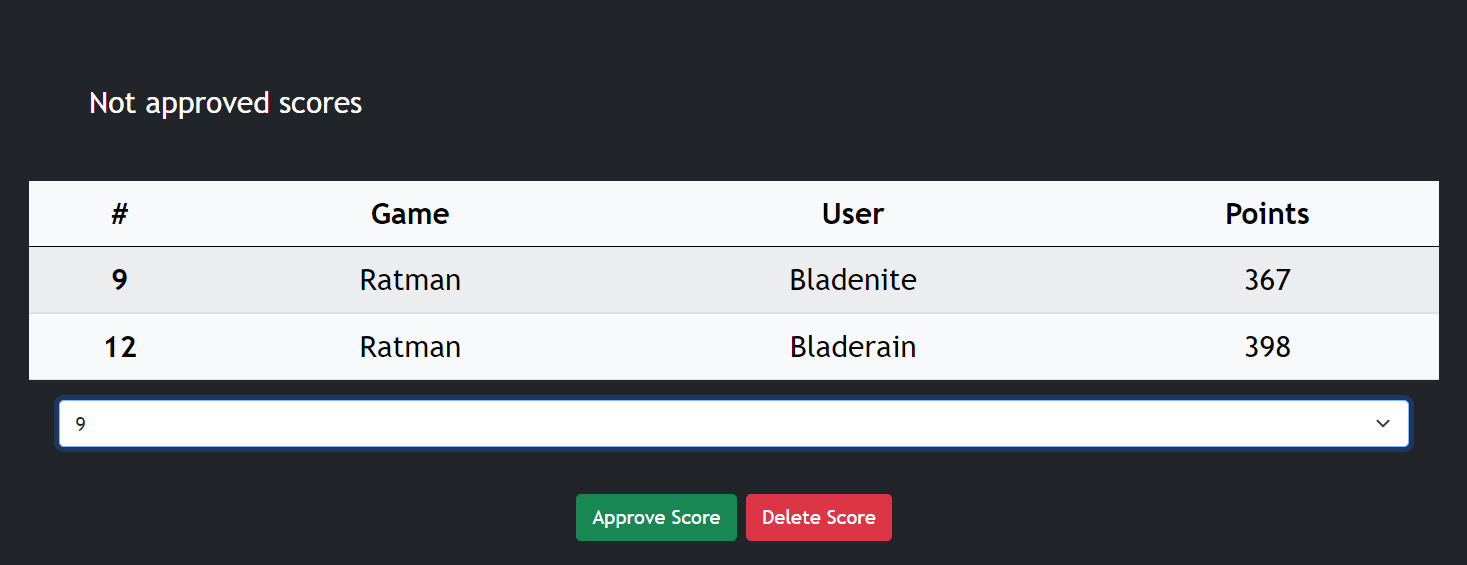 Not approved scores
# Game User Points
9 Ratman Bladenite 367
12 Ratman Bladerain 398
9
Approve Score Delete Score